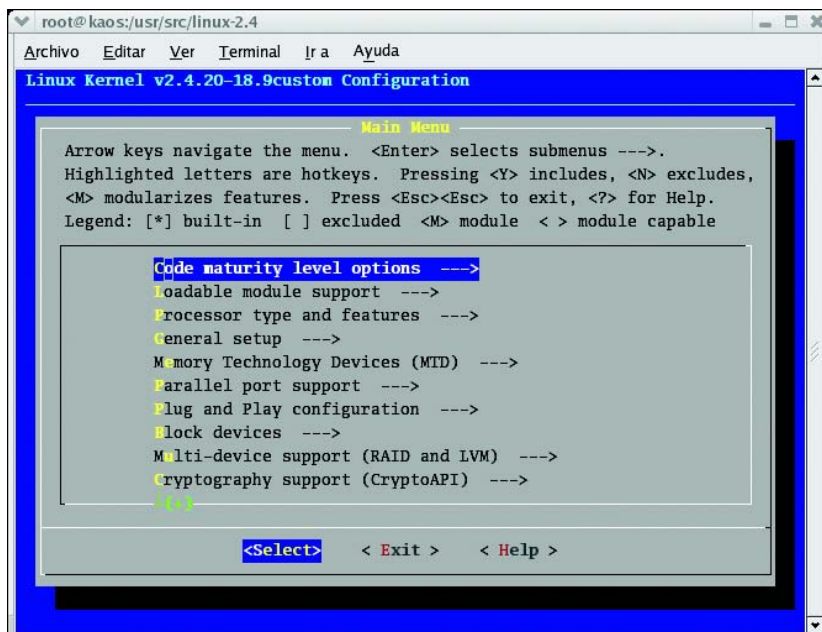 root@kaos:/usr/src/linux-2.4
Archivo Editar Ver Terminal Ir a Ayuda
Linux Kernel v2.4.20-18.9custom Configuration
Main Menu
Arrow keys navigate the menu. <Enter> selects submenus --->.
Highlighted letters are hotkeys. Pressing <Y> includes, <N> excludes,
<M> modularizes features. Press <Esc><Esc> to exit, <?> for Help.
Legend: [*] built-in [ ] excluded <M> module < > module capable
Code maturity level options --->
Loadable module support --->
Processor type and features --->
General setup --->
Memory Technology Devices (MTD) --->
Parallel port support --->
Plug and Play configuration --->
Block devices --->
Multi-device support (RAID and LVM) --->
Cryptography support (CryptoAPI) --->
(+)
<Select> < Exit > < Help >